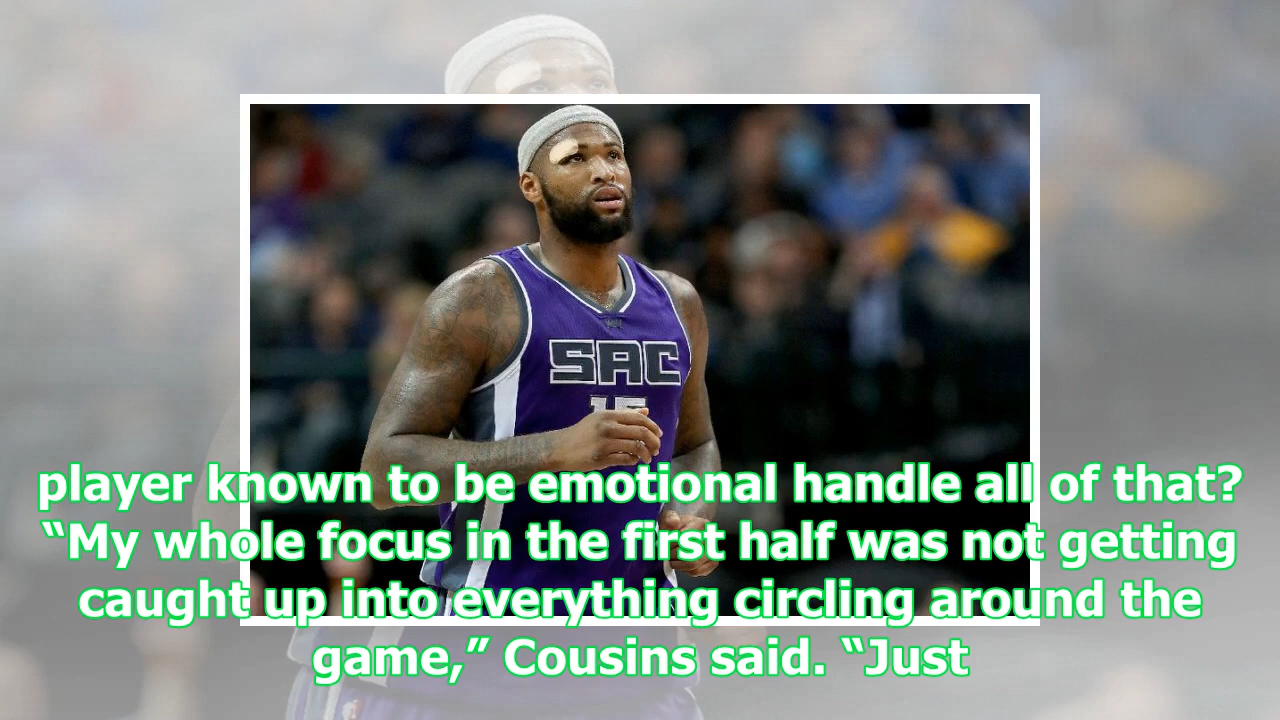 SAC
15
player known to be emotional handle all of that?
“My whole focus in the first half was not getting
caught up into everything circling around the
game,” Cousins said. “Just